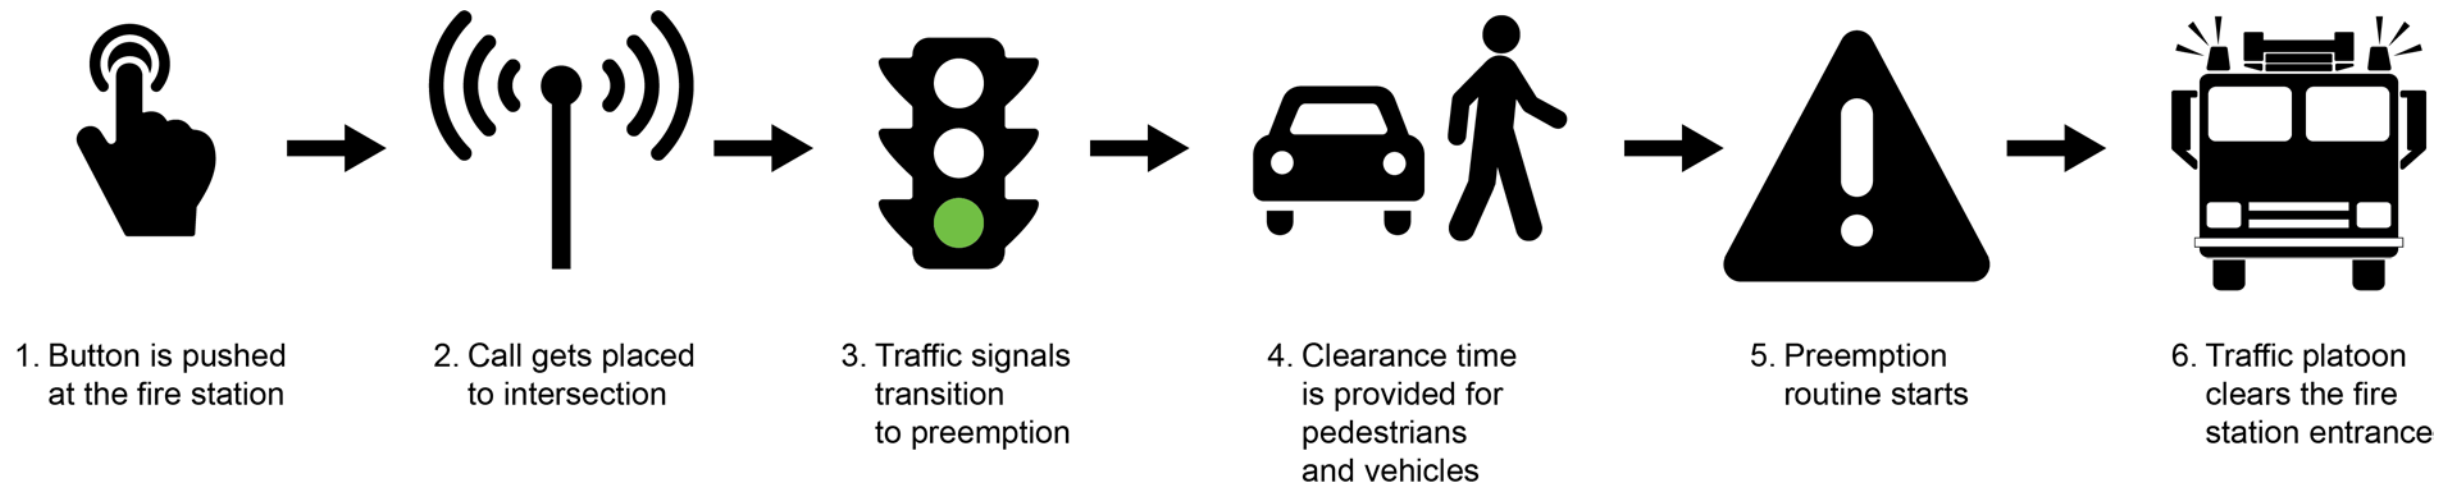 1. Button is pushed
at the fire station
2. Call gets placed
to intersection
3. Traffic signals
transition
to preemption
4. Clearance time
is provided for
pedestrians
and vehicles
5. Preemption
routine starts
6. Traffic platoon
clears the fire
station entrance